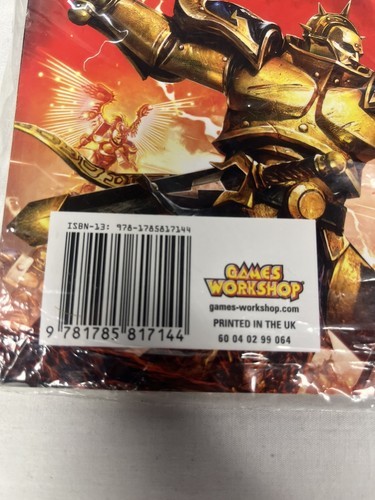 ISBN-13: 978-1785817144
9 781785 817144
GAMES
WORKSHOP
games-workshop.com
PRINTED IN THE UK
60 04 02 99 064